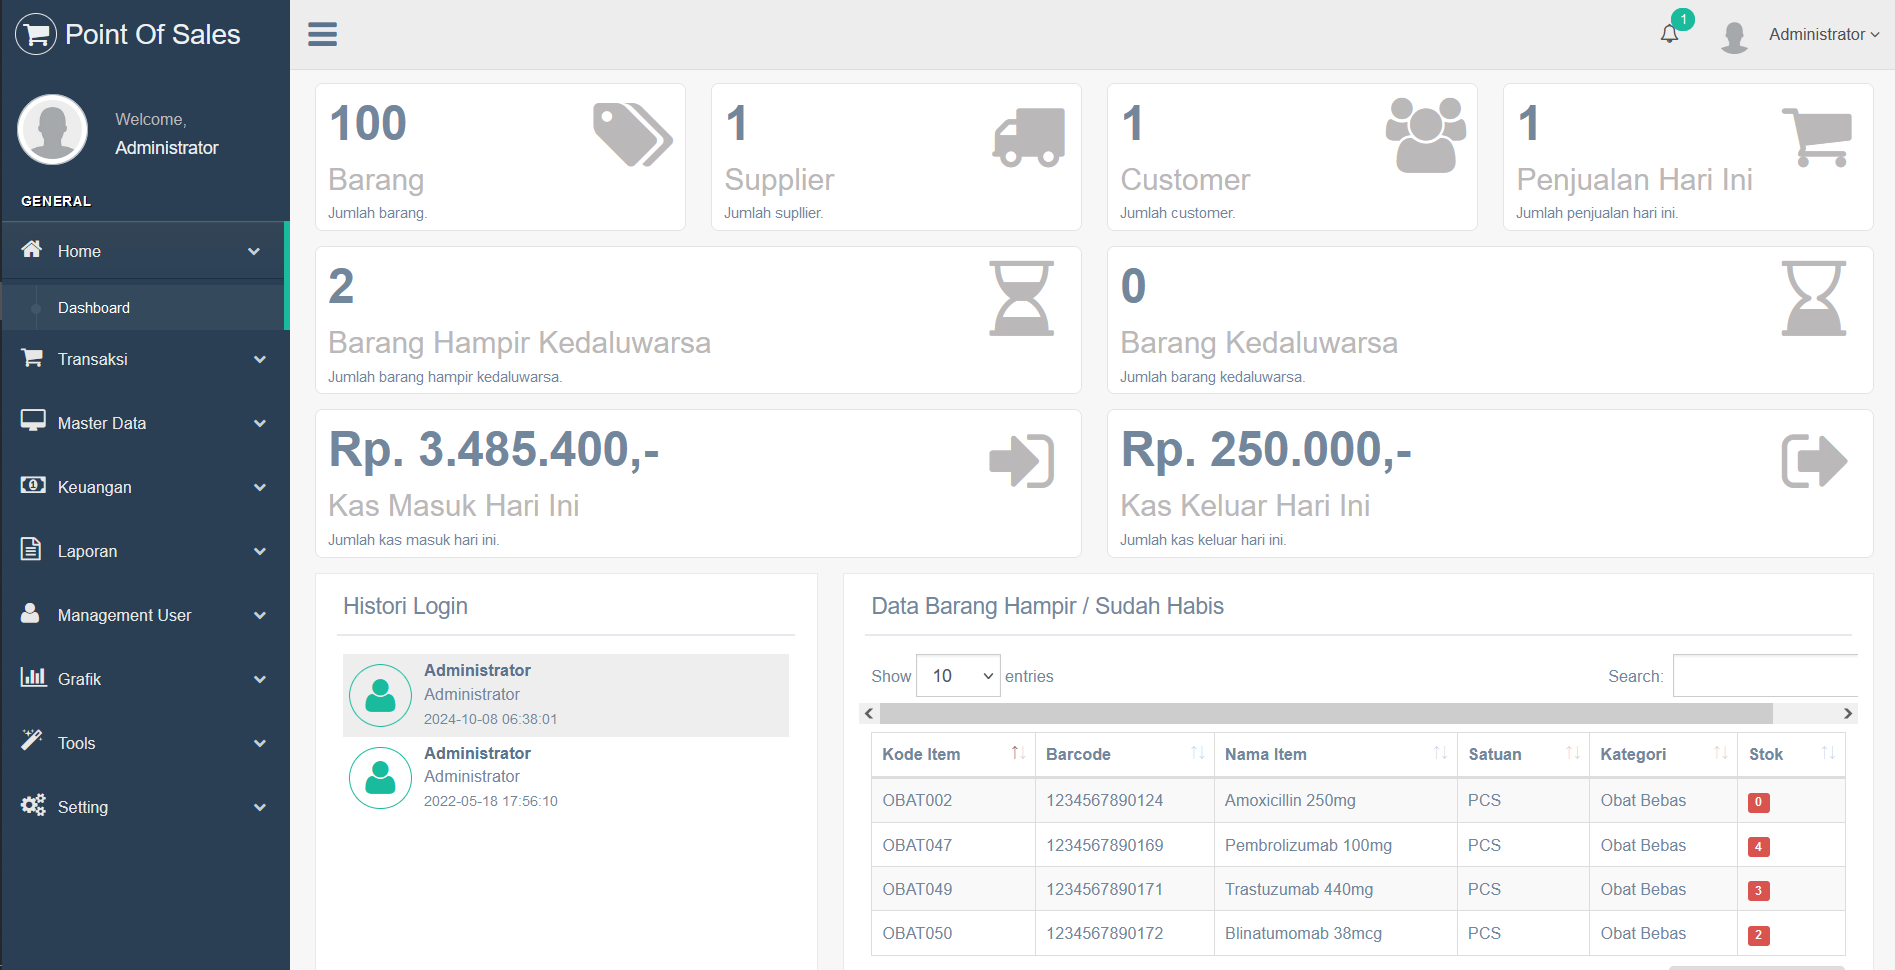 Point Of Sales
1
Administrator
Welcome,
Administrator
GENERAL
Home
Dashboard
Transaksi
Master Data
Keuangan
Laporan
Management User
Grafik
Tools
Setting
100
Barang
Jumlah barang.
1
Supplier
Jumlah supllier.
1
Customer
Jumlah customer.
1
Penjualan Hari Ini
Jumlah penjualan hari ini.
2
Barang Hampir Kedaluwarsa
Jumlah barang hampir kedaluwarsa.
0
Barang Kedaluwarsa
Jumlah barang kedaluwarsa.
Rp. 3.485.400,-
Kas Masuk Hari Ini
Jumlah kas masuk hari ini.
Rp. 250.000,-
Kas Keluar Hari Ini
Jumlah kas keluar hari ini.
Histori Login
Administrator
Administrator
2024-10-08 06:38:01
Administrator
Administrator
2022-05-18 17:56:10
Data Barang Hampir / Sudah Habis
Show 10 entries
Search:
Kode Item Barcode Nama Item Satuan Kategori Stok
OBAT002 1234567890124 Amoxicillin 250mg PCS Obat Bebas 0
OBAT047 1234567890169 Pembrolizumab 100mg PCS Obat Bebas 4
OBAT049 1234567890171 Trastuzumab 440mg PCS Obat Bebas 3
OBAT050 1234567890172 Blinatumomab 38mcg PCS Obat Bebas 2